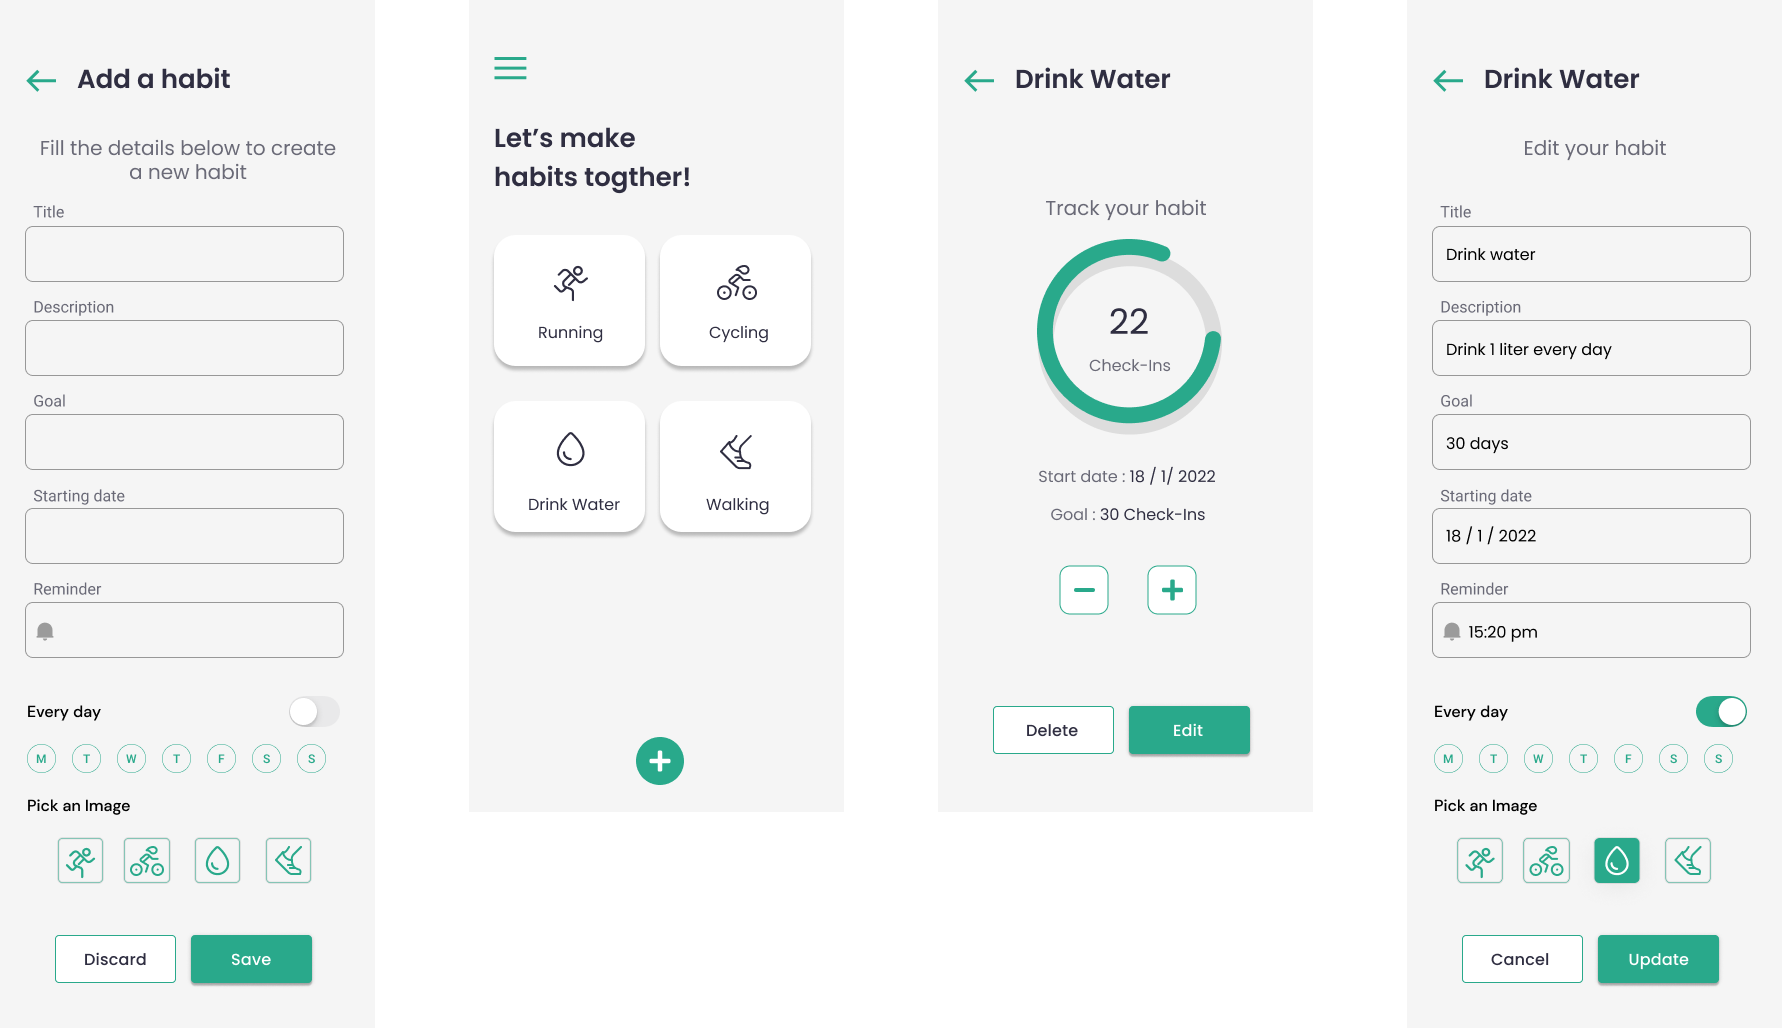 Add a habit
Fill the details below to create
a new habit
Title
Description
Goal
Starting date
Reminder
Every day
M T W T F S S
Pick an Image
Discard Save
Let's make
habits togther!
Running Cycling
Drink Water Walking
Drink Water
Track your habit
22
Check-Ins
Start date : 18 / 1/ 2022
Goal : 30 Check-Ins
Delete Edit
Drink Water
Edit your habit
Title
Drink water
Description
Drink 1 liter every day
Goal
30 days
Starting date
18 / 1 / 2022
Reminder
15:20 pm
Every day
M T W T F S S
Pick an Image
Cancel Update